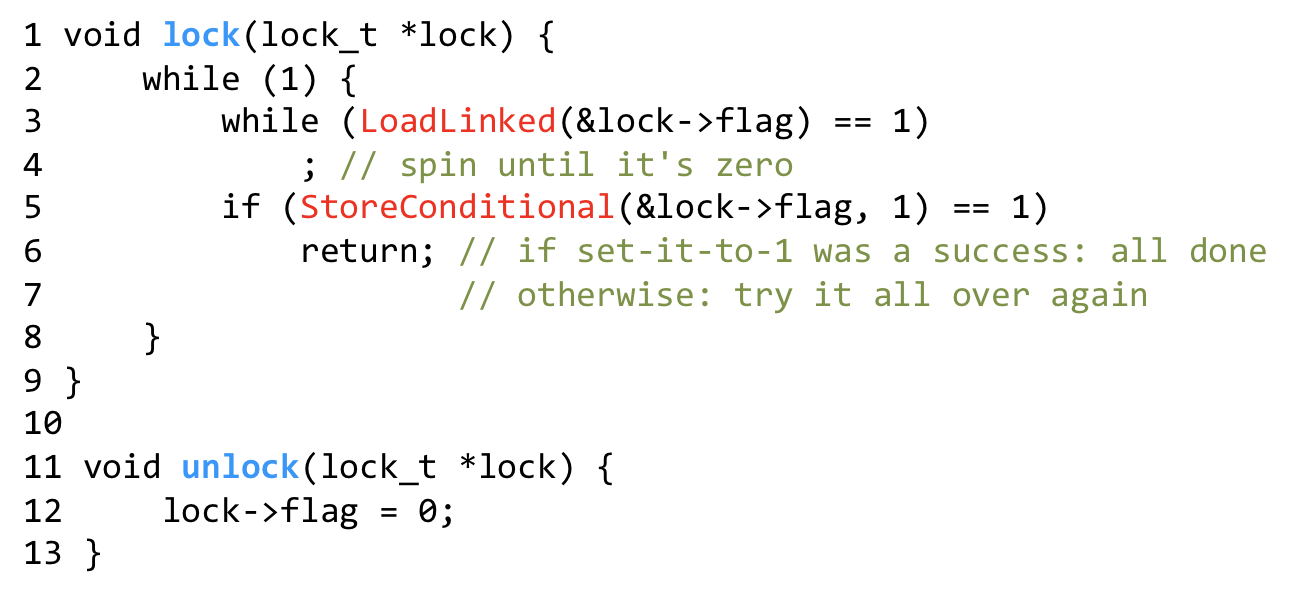 1 void lock(lock_t *lock) {
2     while (1) {
3         while (LoadLinked(&lock->flag) == 1)
4             ; // spin until it's zero
5         if (StoreConditional(&lock->flag, 1) == 1)
6             return; // if set-it-to-1 was a success: all done
7                     // otherwise: try it all over again
8     }
9 }
10
11 void unlock(lock_t *lock) {
12     lock->flag = 0;
13 }